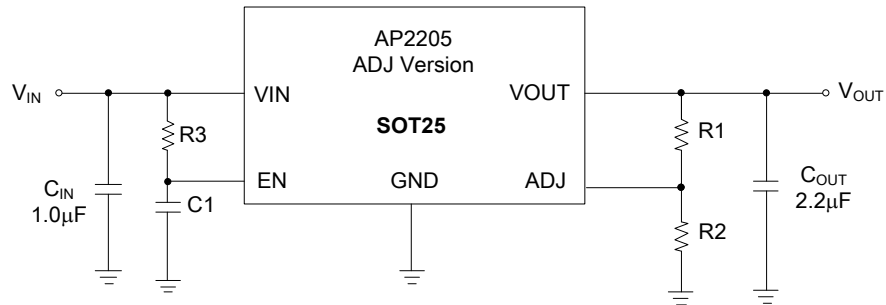 AP2205
ADJ Version
V_IN
VIN
VOUT
V_OUT
SOT25
R3
R1
EN
GND
ADJ
C_IN
1.0μF
C1
C_OUT
2.2μF
R2